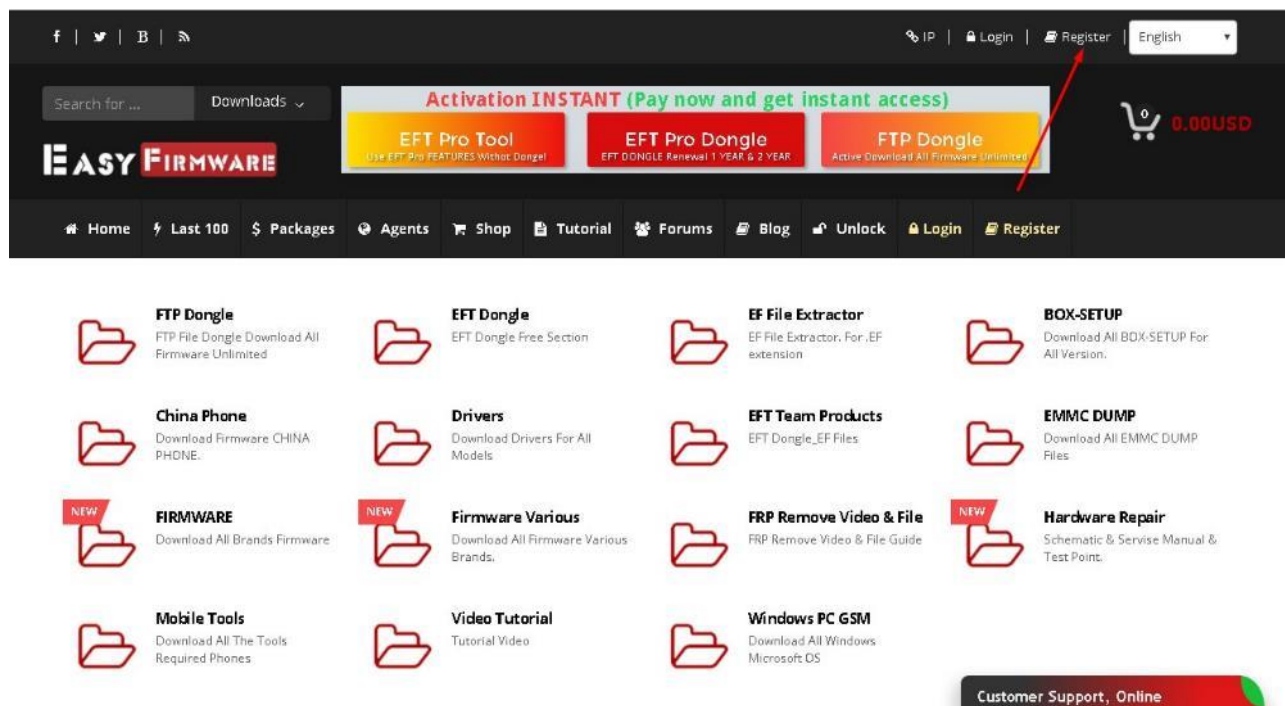 f | | B |
IP | Login | Register | English
Search for ... Downloads
Activation INSTANT (Pay now and get instant access)
EFT Pro Tool
Use EFT Pro FEATURES Withot Dongel
EFT Pro Dongle
EFT DONGLE Renewal 1 YEAR & 2 YEAR
FTP Dongle
Active Download All Firmware Unlimited
0
0.00USD
EASY FIRMWARE
Home Last 100 $ Packages Agents Shop Tutorial Forums Blog Unlock Login Register
FTP Dongle
FTP File Dongle Download All
Firmware Unlimited
EFT Dongle
EFT Dongle Free Section
EF File Extractor
EF File Extractor. For .EF
extension
BOX-SETUP
Download All BOX-SETUP For
All Version.
China Phone
Download Firmware CHINA
PHONE.
Drivers
Download Drivers For All
Models
EFT Team Products
EFT Dongle_EF Files
EMMC DUMP
Download All EMMC DUMP
Files
NEW
FIRMWARE
Download All Brands Firmware
NEW
Firmware Various
Download All Firmware Various
Brands.
FRP Remove Video & File
FRP Remove Video & File Guide
NEW
Hardware Repair
Schematic & Servise Manual &
Test Point.
Mobile Tools
Download All The Tools
Required Phones
Video Tutorial
Tutorial Video
Windows PC GSM
Download All Windows
Microsoft OS
Customer Support, Online